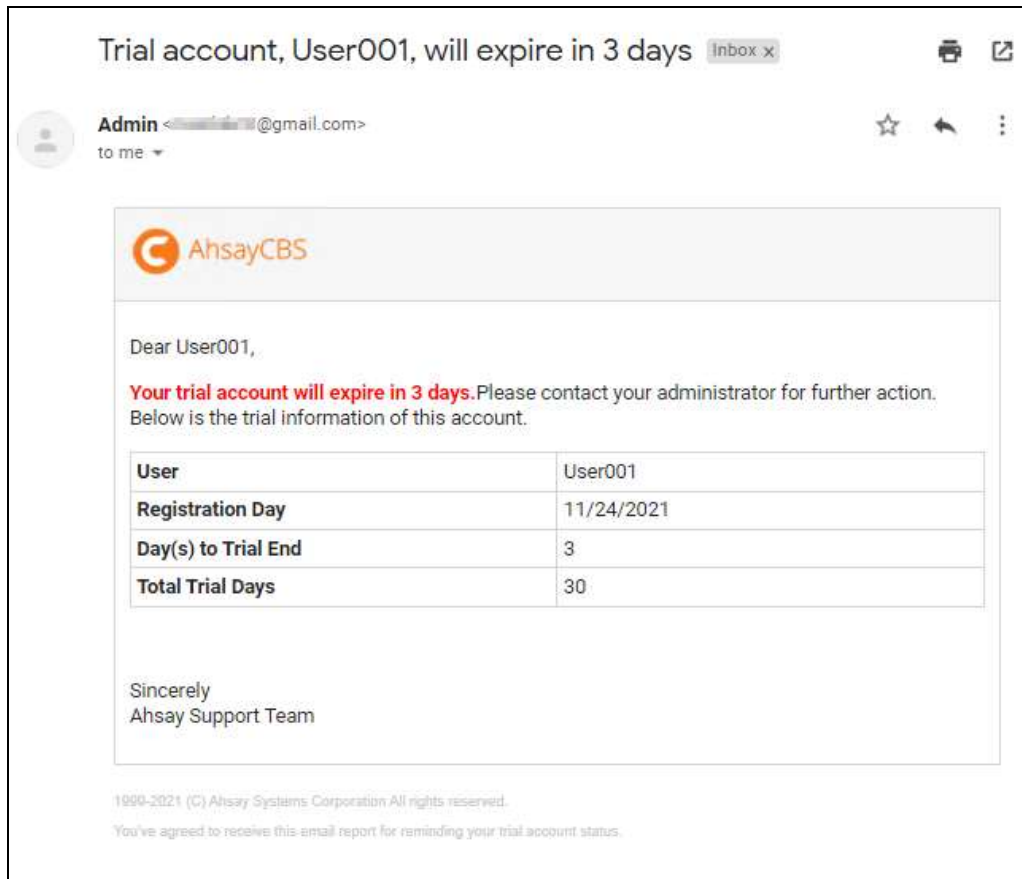 Trial account, User001, will expire in 3 days Inbox x
Admin < @gmail.com>
to me
AhsayCBS
Dear User001,
Your trial account will expire in 3 days.Please contact your administrator for further action.
Below is the trial information of this account.
User User001
Registration Day 11/24/2021
Day(s) to Trial End 3
Total Trial Days 30
Sincerely
Ahsay Support Team
1999-2021 (C) Ahsay Systems Corporation All rights reserved.
You've agreed to receive this email report for reminding your trial account status.